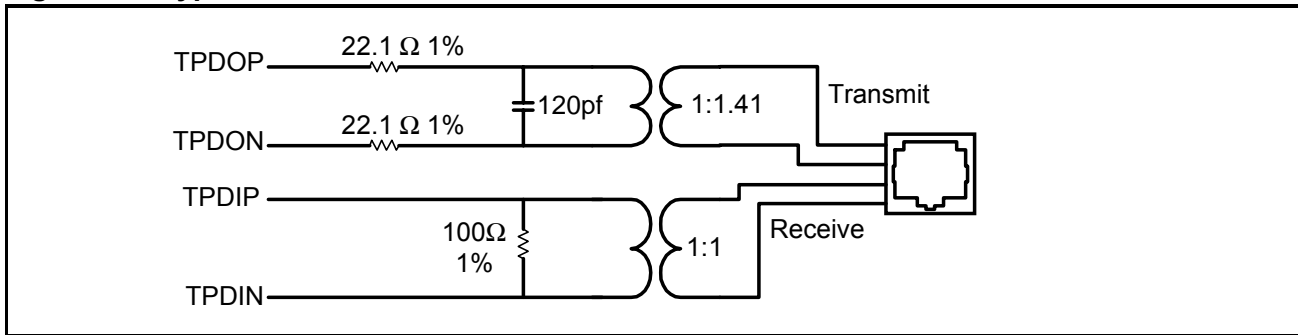 TPDOP
22.1 Ω 1%
120pf
1:1.41
Transmit
TPDON
22.1 Ω 1%
TPDIP
100Ω
1%
1:1
Receive
TPDIN